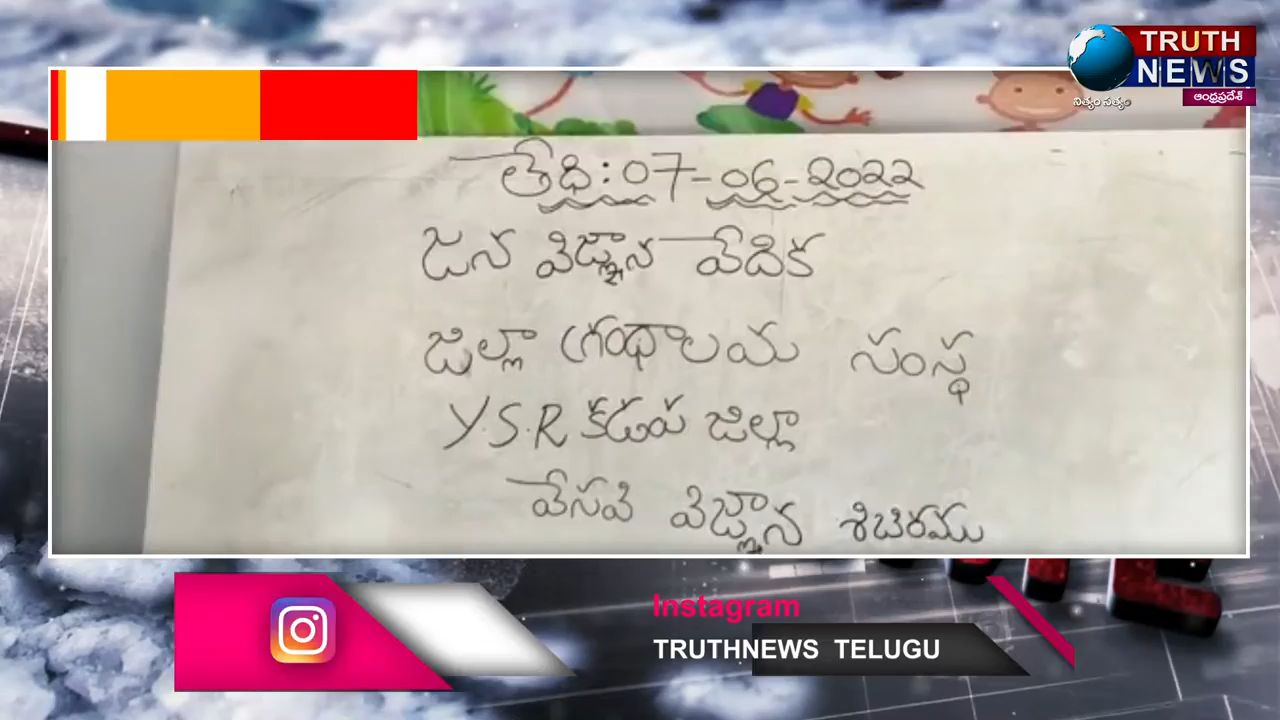 TRUTH
NEWS
నిత్యం సత్యం
ఆంధ్రప్రదేశ్
తేది: 07-06-2022
జన విజ్ఞాన వేదిక
జిల్లా గ్రంథాలయ సంస్థ
Y.S.R కడప జిల్లా
వేసవి విజ్ఞాన శిబిరము
Instagram
TRUTHNEWS TELUGU